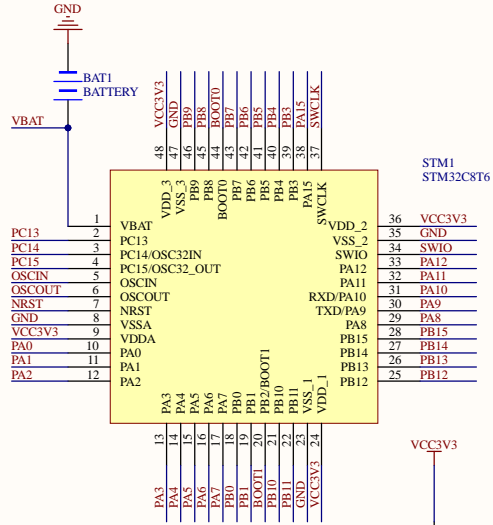 GND
BAT1
BATTERY
VBAT
VCC3V3
GND
PB9
PB8
BOOT0
PB7
PB6
PB5
PB4
PB3
PA15
SWCLK
48
47
46
45
44
43
42
41
40
39
38
37
VDD_3
VSS_3
PB9
PB8
BOOT0
PB7
PB6
PB5
PB4
PB3
PA15
SWCLK
STM1
STM32C8T6
1 VBAT
PC13 2 PC13
PC14 3 PC14/OSC32IN
PC15 4 PC15/OSC32_OUT
OSCIN 5 OSCIN
OSCOUT 6 OSCOUT
NRST 7 NRST
GND 8 VSSA
VCC3V3 9 VDDA
PA0 10 PA0
PA1 11 PA1
PA2 12 PA2
VDD_2 36 VCC3V3
VSS_2 35 GND
SWIO 34 SWIO
PA12 33 PA12
PA11 32 PA11
RXD/PA10 31 PA10
TXD/PA9 30 PA9
PA8 29 PA8
PB15 28 PB15
PB14 27 PB14
PB13 26 PB13
PB12 25 PB12
PA3
PA4
PA5
PA6
PA7
PB0
PB1
PB2/BOOT1
PB10
PB11
VSS_1
VDD_1
13
14
15
16
17
18
19
20
21
22
23
24
PA3
PA4
PA5
PA6
PA7
PB0
PB1
BOOT1
PB10
PB11
GND
VCC3V3
VCC3V3